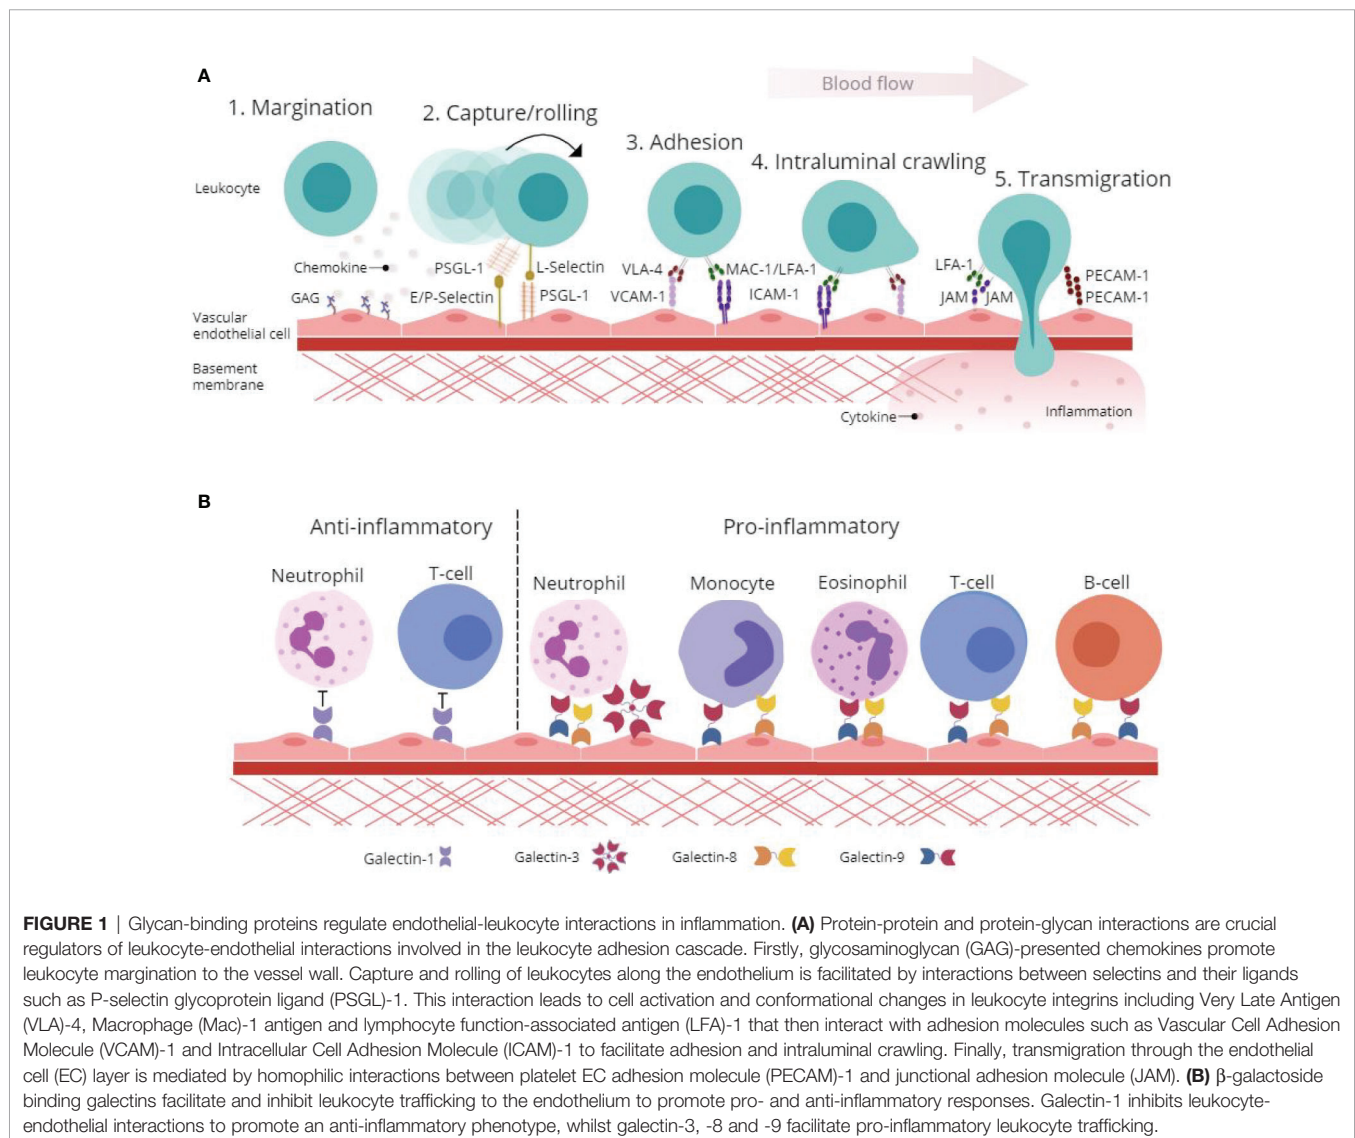 A
Blood flow
1. Margination
2. Capture/rolling
3. Adhesion
4. Intraluminal crawling
5. Transmigration
Leukocyte
Chemokine
PSGL-1
L-Selectin
VLA-4
MAC-1/LFA-1
LFA-1
PECAM-1
GAG
E/P-Selectin
PSGL-1
VCAM-1
ICAM-1
JAM
JAM
PECAM-1
Vascular
endothelial cell
Basement
membrane
Cytokine
Inflammation
B
Anti-inflammatory
Pro-inflammatory
Neutrophil
T-cell
Neutrophil
Monocyte
Eosinophil
T-cell
B-cell
Galectin-1
Galectin-3
Galectin-8
Galectin-9
FIGURE 1 | Glycan-binding proteins regulate endothelial-leukocyte interactions in inflammation. (A) Protein-protein and protein-glycan interactions are crucial
regulators of leukocyte-endothelial interactions involved in the leukocyte adhesion cascade. Firstly, glycosaminoglycan (GAG)-presented chemokines promote
leukocyte margination to the vessel wall. Capture and rolling of leukocytes along the endothelium is facilitated by interactions between selectins and their ligands
such as P-selectin glycoprotein ligand (PSGL)-1. This interaction leads to cell activation and conformational changes in leukocyte integrins including Very Late Antigen
(VLA)-4, Macrophage (Mac)-1 antigen and lymphocyte function-associated antigen (LFA)-1 that then interact with adhesion molecules such as Vascular Cell Adhesion
Molecule (VCAM)-1 and Intracellular Cell Adhesion Molecule (ICAM)-1 to facilitate adhesion and intraluminal crawling. Finally, transmigration through the endothelial
cell (EC) layer is mediated by homophilic interactions between platelet EC adhesion molecule (PECAM)-1 and junctional adhesion molecule (JAM). (B) β-galactoside
binding galectins facilitate and inhibit leukocyte trafficking to the endothelium to promote pro- and anti-inflammatory responses. Galectin-1 inhibits leukocyte-
endothelial interactions to promote an anti-inflammatory phenotype, whilst galectin-3, -8 and -9 facilitate pro-inflammatory leukocyte trafficking.